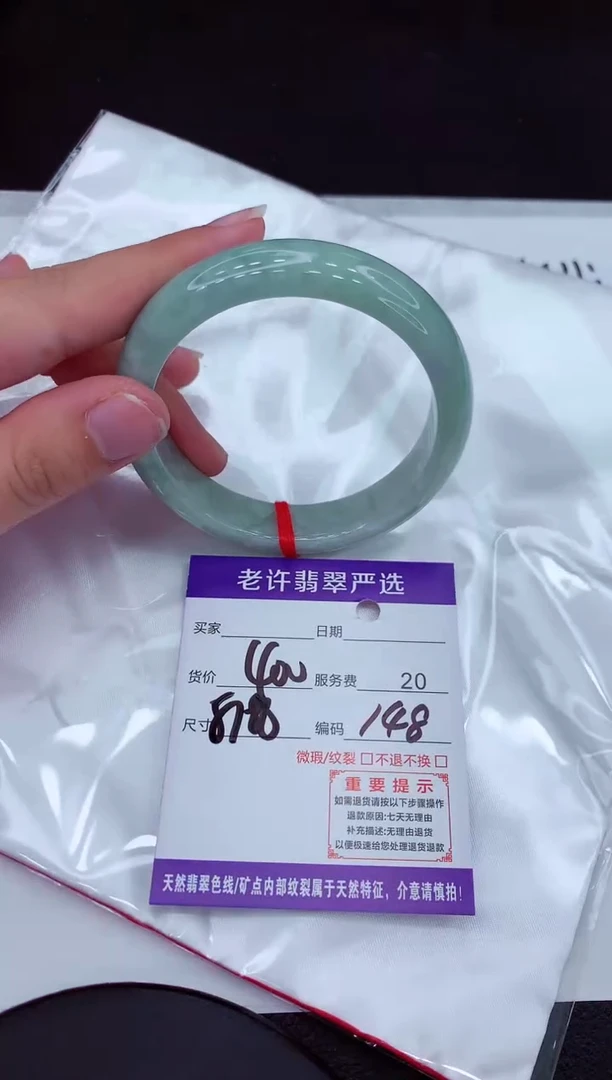 老许翡翠严选
买家 日期
货价 400 服务费 20
尺寸 编码 148
微瑕/纹裂 □ 不退不换 □
重要提示
如需退货请按以下步骤操作
退款原因:七天无理由
补充描述:无理由退货
以便极速给您处理退货退款
天然翡翠色线/矿点内部纹裂属于天然特征，介意请慎拍！